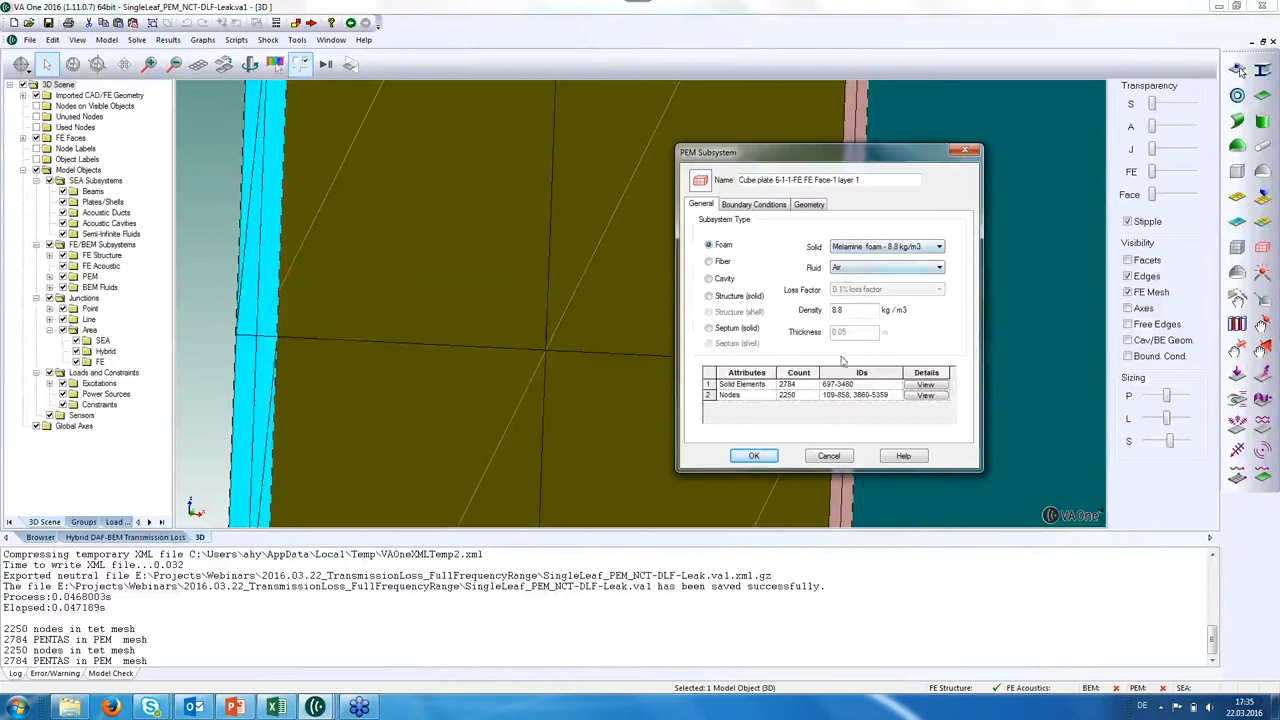 VA One 2016 (1.11.0.7) 64bit - SingleLeaf_PEM_NCT-DLF-Leak.va1 - [3D ]
File Edit View Model Solve Results Graphs Scripts Shock Tools Window Help
3D Scene
Imported CAD/FE Geometry
Nodes on Visible Objects
Unused Nodes
Used Nodes
FE Faces
Node Labels
Object Labels
Model Objects
SEA Subsystems
Beams
Plates/Shells
Acoustic Ducts
Acoustic Cavities
Semi-Infinite Fluids
FE/BEM Subsystems
FE Structure
FE Acoustic
PEM
BEM Fluids
Junctions
Point
Line
Area
SEA
Hybrid
FE
Loads and Constraints
Excitations
Power Sources
Constraints
Sensors
Global Axes
3D Scene Groups Load ...
Browser Hybrid DAF-BEM Transmission Loss 3D
PEM Subsystem
Name Cube plate 6-1-1-FE FE Face-1 layer 1
General Boundary Conditions Geometry
Subsystem Type
Foam
Fiber
Cavity
Structure (solid)
Structure (shell)
Septum (solid)
Septum (shell)
Solid Melamine foam - 8.8 kg/m3
Fluid Air
Loss Factor 0.1% loss factor
Density 8.8 kg / m3
Thickness 0.05 m
Attributes Count IDs Details
1 Solid Elements 2784 697-3480 View
2 Nodes 2250 109-858, 3860-5359 View
OK Cancel Help
VA One
Transparency
S
A
J
FE
Face
Stipple
Visibility
Facets
Edges
FE Mesh
Axes
Free Edges
Cav/BE Geom.
Bound. Cond.
Sizing
P
L
S
Compressing temporary XML file C:\Users\ahy\AppData\Local\Temp\VAOneXMLTemp2.xml
Time to write XML file...0.032
Exported neutral file E:\Projects\Webinars\2016.03.22_TransmissionLoss_FullFrequencyRange\SingleLeaf_PEM_NCT-DLF-Leak.va1.xml.gz
The file E:\Projects\Webinars\2016.03.22_TransmissionLoss_FullFrequencyRange\SingleLeaf_PEM_NCT-DLF-Leak.va1 has been saved successfully.
Process:0.0468003s
Elapsed:0.047189s
2250 nodes in tet mesh
2784 PENTAS in PEM mesh
2250 nodes in tet mesh
2784 PENTAS in PEM mesh
Log Error/Warning Model Check
Selected: 1 Model Object (3D) FE Structure: FE Acoustics: BEM: PEM: SEA:
DE 17:35
22.03.2016